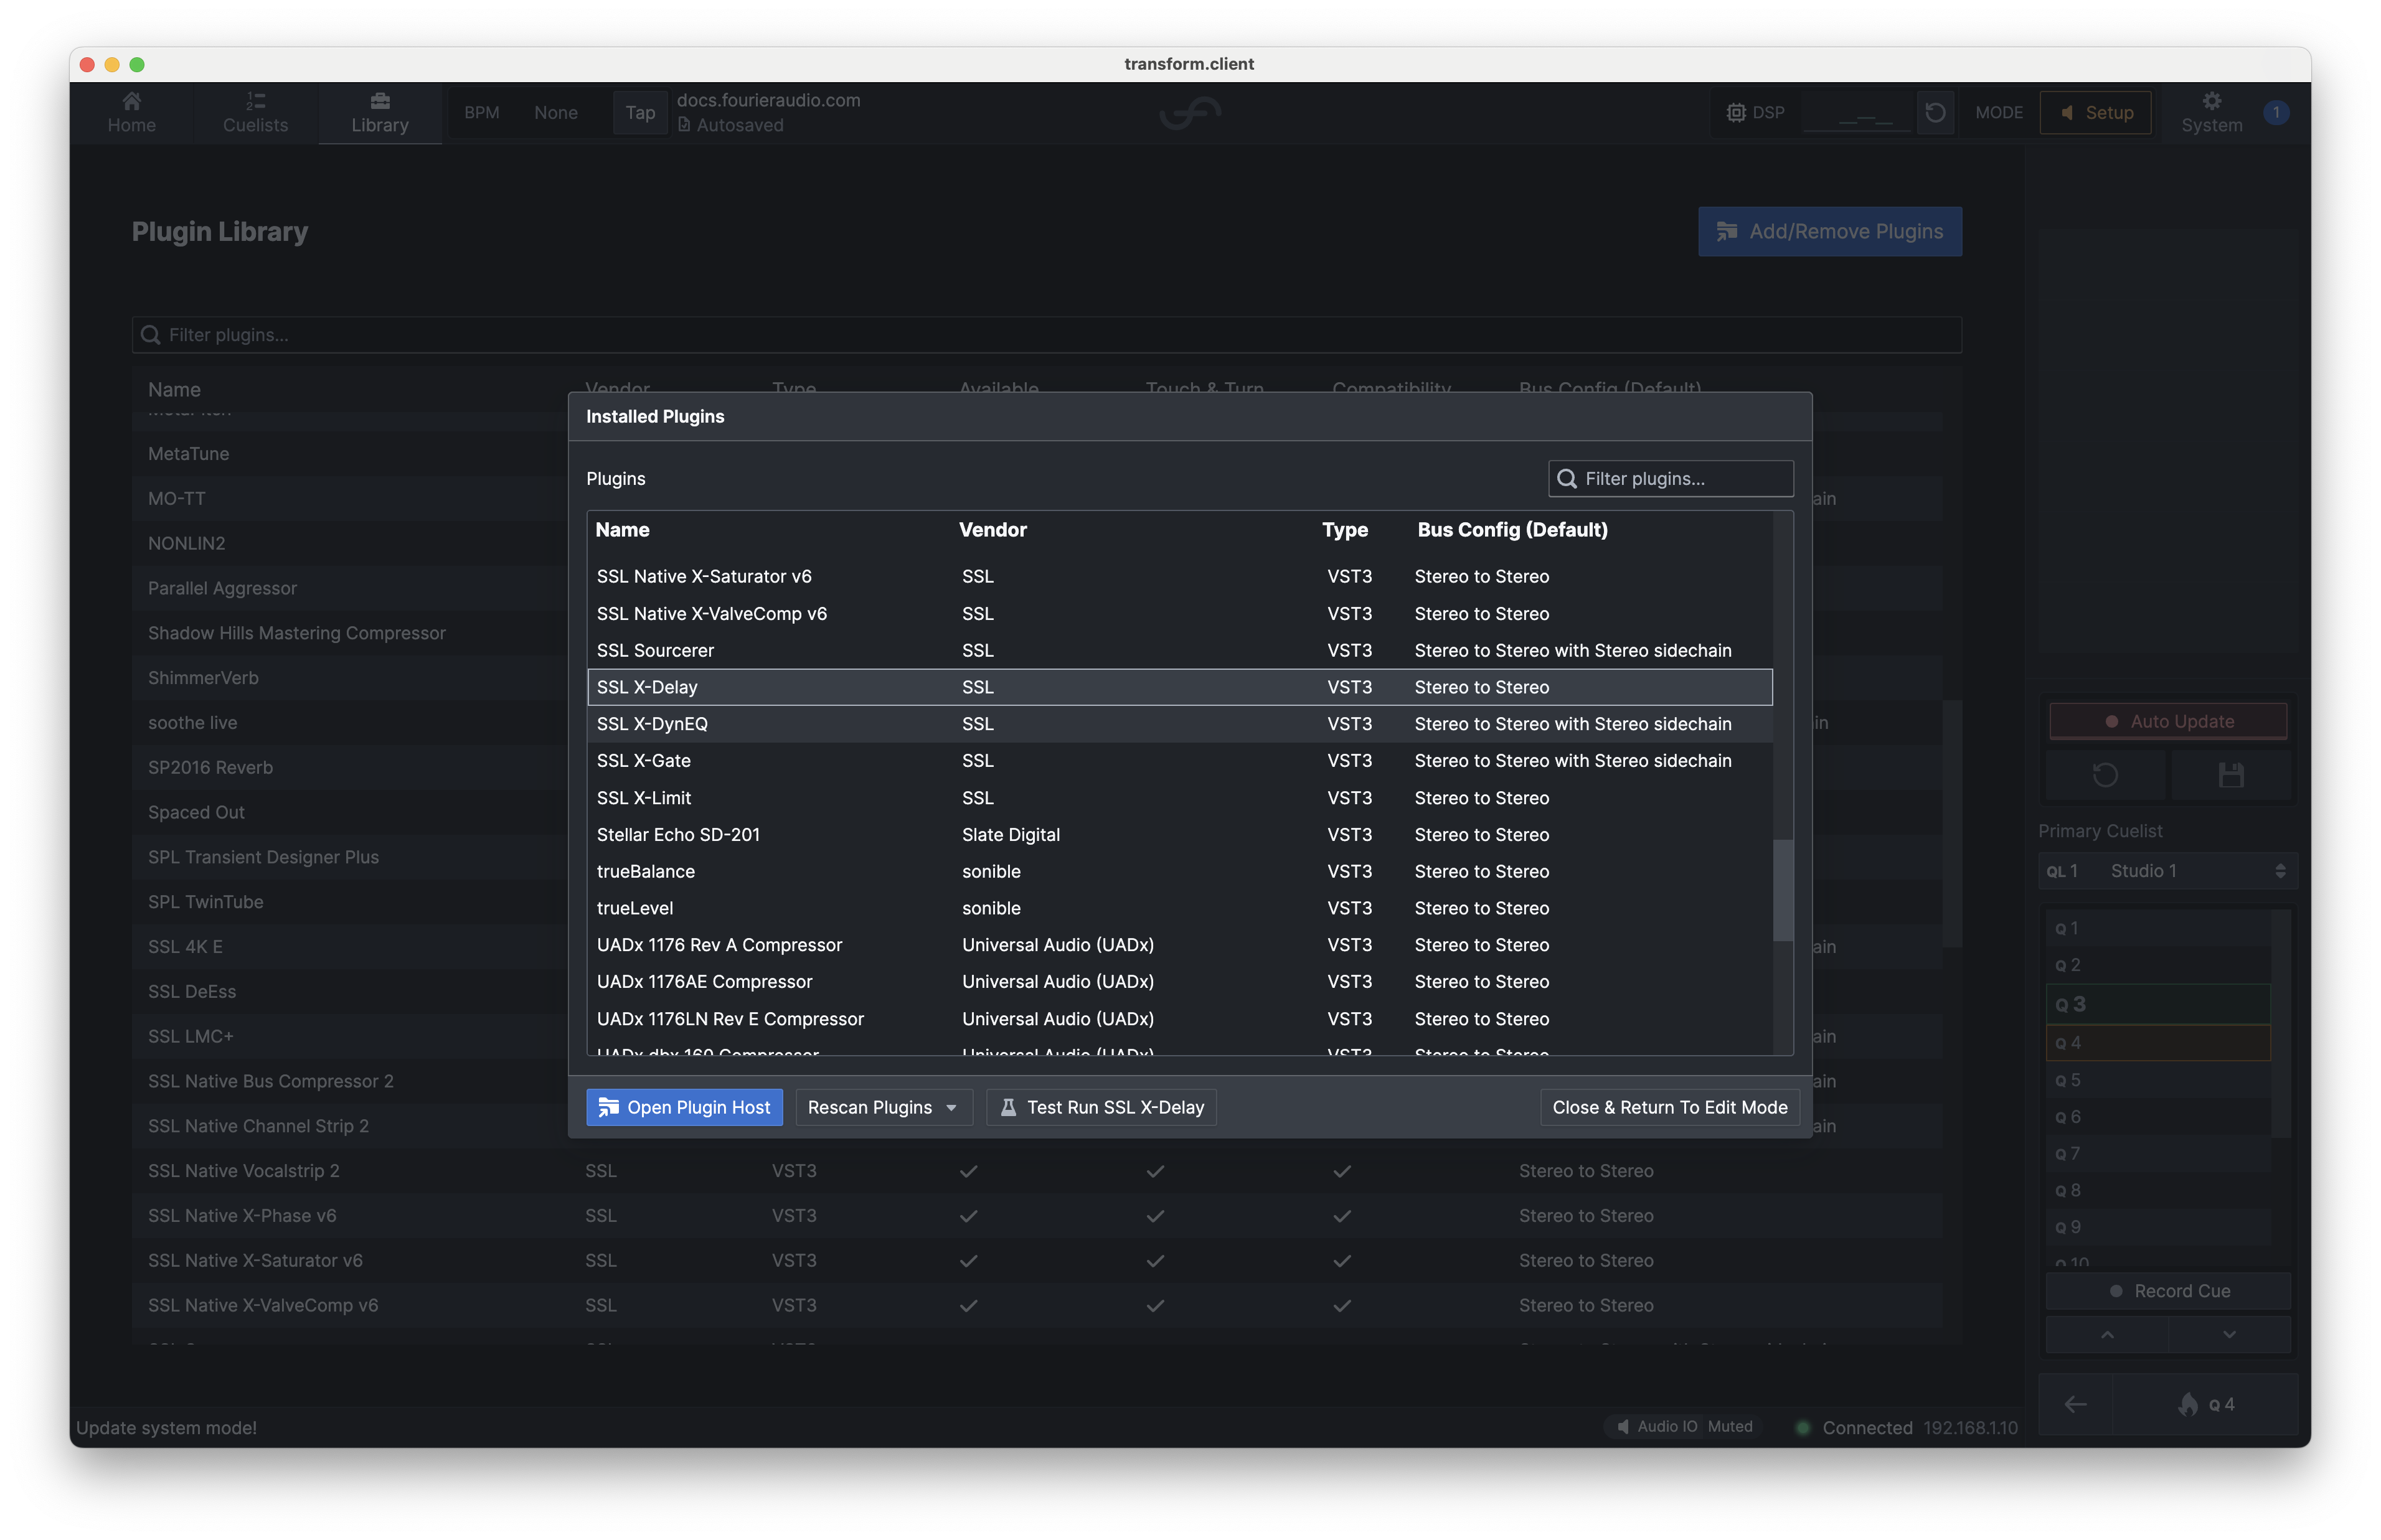 transform.client
Home
1
2
Cuelists
Library
BPM None Tap
docs.fourieraudio.com
Autosaved
DSP
MODE Setup
System
1
Plugin Library
Add/Remove Plugins
Filter plugins...
Name Vendor Type Available Touch & Turn Compatibility Bus Config (Default)
MetaTune
MO-TT
NONLIN2
Parallel Aggressor
Shadow Hills Mastering Compressor
ShimmerVerb
soothe live
SP2016 Reverb
Spaced Out
SPL Transient Designer Plus
SPL TwinTube
SSL 4K E
SSL DeEss
SSL LMC+
SSL Native Bus Compressor 2
SSL Native Channel Strip 2
SSL Native Vocalstrip 2 SSL VST3 Stereo to Stereo
SSL Native X-Phase v6 SSL VST3 Stereo to Stereo
SSL Native X-Saturator v6 SSL VST3 Stereo to Stereo
SSL Native X-ValveComp v6 SSL VST3 Stereo to Stereo
Installed Plugins
Plugins
Filter plugins...
Name Vendor Type Bus Config (Default)
SSL Native X-Saturator v6 SSL VST3 Stereo to Stereo
SSL Native X-ValveComp v6 SSL VST3 Stereo to Stereo
SSL Sourcerer SSL VST3 Stereo to Stereo with Stereo sidechain
SSL X-Delay SSL VST3 Stereo to Stereo
SSL X-DynEQ SSL VST3 Stereo to Stereo with Stereo sidechain
SSL X-Gate SSL VST3 Stereo to Stereo with Stereo sidechain
SSL X-Limit SSL VST3 Stereo to Stereo
Stellar Echo SD-201 Slate Digital VST3 Stereo to Stereo
trueBalance sonible VST3 Stereo to Stereo
trueLevel sonible VST3 Stereo to Stereo
UADx 1176 Rev A Compressor Universal Audio (UADx) VST3 Stereo to Stereo
UADx 1176AE Compressor Universal Audio (UADx) VST3 Stereo to Stereo
UADx 1176LN Rev E Compressor Universal Audio (UADx) VST3 Stereo to Stereo
UADx dbx 160 Compressor Universal Audio (UADx) VST3 Stereo to Stereo
Open Plugin Host
Rescan Plugins
Test Run SSL X-Delay
Close & Return To Edit Mode
Auto Update
Primary Cuelist
QL 1 Studio 1
Q 1
Q 2
Q 3
Q 4
Q 5
Q 6
Q 7
Q 8
Q 9
Q 10
Record Cue
Q 4
Update system mode!
Audio IO Muted
Connected 192.168.1.10